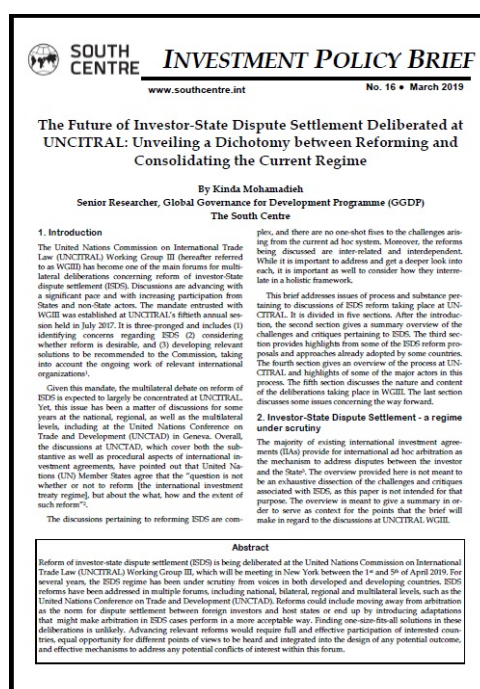 SOUTH
CENTRE
INVESTMENT POLICY BRIEF
www.southcentre.int
No. 16 ● March 2019
The Future of Investor-State Dispute Settlement Deliberated at
UNCITRAL: Unveiling a Dichotomy between Reforming and
Consolidating the Current Regime
By Kinda Mohamadieh
Senior Researcher, Global Governance for Development Programme (GGDP)
The South Centre
1. Introduction
The United Nations Commission on International Trade
Law (UNCITRAL) Working Group III (hereafter referred
to as WGIII) has become one of the main forums for multi-
lateral deliberations concerning reform of investor-State
dispute settlement (ISDS). Discussions are advancing with
a significant pace and with increasing participation from
States and non-State actors. The mandate entrusted with
WGIII was established at UNCITRAL's fiftieth annual ses-
sion held in July 2017. It is three-pronged and includes (1)
identifying concerns regarding ISDS (2) considering
whether reform is desirable, and (3) developing relevant
solutions to be recommended to the Commission, taking
into account the ongoing work of relevant international
organizations¹.
Given this mandate, the multilateral debate on reform of
ISDS is expected to largely be concentrated at UNCITRAL.
Yet, this issue has been a matter of discussions for some
years at the national, regional, as well as the multilateral
levels, including at the United Nations Conference on
Trade and Development (UNCTAD) in Geneva. Overall,
the discussions at UNCTAD, which cover both the sub-
stantive as well as procedural aspects of international in-
vestment agreements, have pointed out that United Na-
tions (UN) Member States agree that the "question is not
whether or not to reform [the international investment
treaty regime], but about the what, how and the extent of
such reform"².
The discussions pertaining to reforming ISDS are com-
plex, and there are no one-shot fixes to the challenges aris-
ing from the current ad hoc system. Moreover, the reforms
being discussed are inter-related and interdependent.
While it is important to address and get a deeper look into
each, it is important as well to consider how they interre-
late in a holistic framework.
This brief addresses issues of process and substance per-
taining to discussions of ISDS reform taking place at UN-
CITRAL. It is divided in five sections. After the introduc-
tion, the second section gives a summary overview of the
challenges and critiques pertaining to ISDS. The third sec-
tion provides highlights from some of the ISDS reform pro-
posals and approaches already adopted by some countries.
The fourth section gives an overview of the process at UN-
CITRAL and highlights of some of the major actors in this
process. The fifth section discusses the nature and content
of the deliberations taking place in WGIII. The last section
discusses some issues concerning the way forward.
2. Investor-State Dispute Settlement - a regime
under scrutiny
The majority of existing international investment agree-
ments (IIAs) provide for international ad hoc arbitration as
the mechanism to address disputes between the investor
and the State³. The overview provided here is not meant to
be an exhaustive dissection of the challenges and critiques
associated with ISDS, as this paper is not intended for that
purpose. The overview is meant to give a summary in or-
der to serve as context for the points that the brief will
make in regard to the discussions at UNCITRAL WGIII.
Abstract
Reform of investor-state dispute settlement (ISDS) is being deliberated at the United Nations Commission on International
Trade Law (UNCITRAL) Working Group III, which will be meeting in New York between the 1st and 5th of April 2019. For
several years, the ISDS regime has been under scrutiny from voices in both developed and developing countries. ISDS
reforms have been addressed in multiple forums, including national, bilateral, regional and multilateral levels, such as the
United Nations Conference on Trade and Development (UNCTAD). Reforms could include moving away from arbitration
as the norm for dispute settlement between foreign investors and host states or end up by introducing adaptations
that might make arbitration in ISDS cases perform in a more acceptable way. Finding one-size-fits-all solutions in these
deliberations is unlikely. Advancing relevant reforms would require full and effective participation of interested coun-
tries, equal opportunity for different points of views to be heard and integrated into the design of any potential outcome,
and effective mechanisms to address any potential conflicts of interest within this forum.